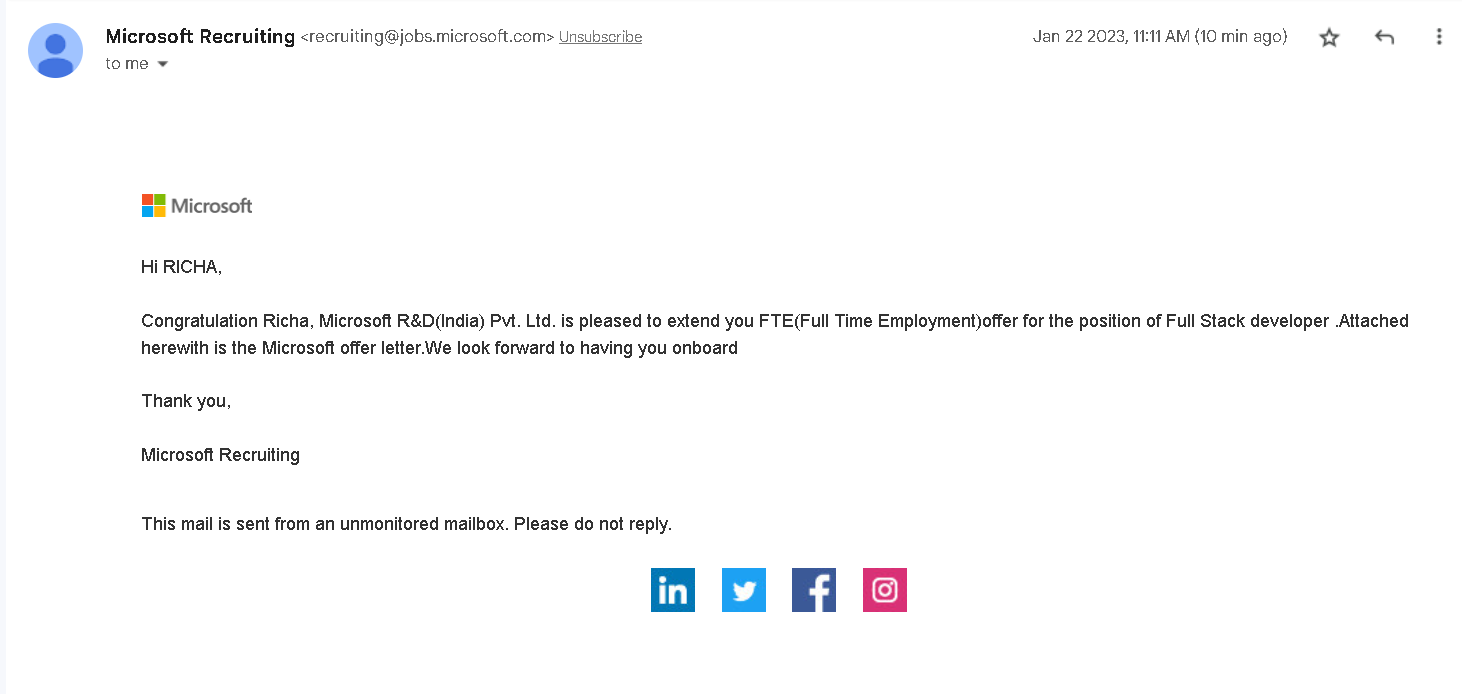 Microsoft Recruiting <recruiting@jobs.microsoft.com> Unsubscribe Jan 22 2023, 11:11 AM (10 min ago)
to me
Microsoft
Hi RICHA,
Congratulation Richa, Microsoft R&D(India) Pvt. Ltd. is pleased to extend you FTE(Full Time Employment)offer for the position of Full Stack developer .Attached
herewith is the Microsoft offer letter.We look forward to having you onboard
Thank you,
Microsoft Recruiting
This mail is sent from an unmonitored mailbox. Please do not reply.
in